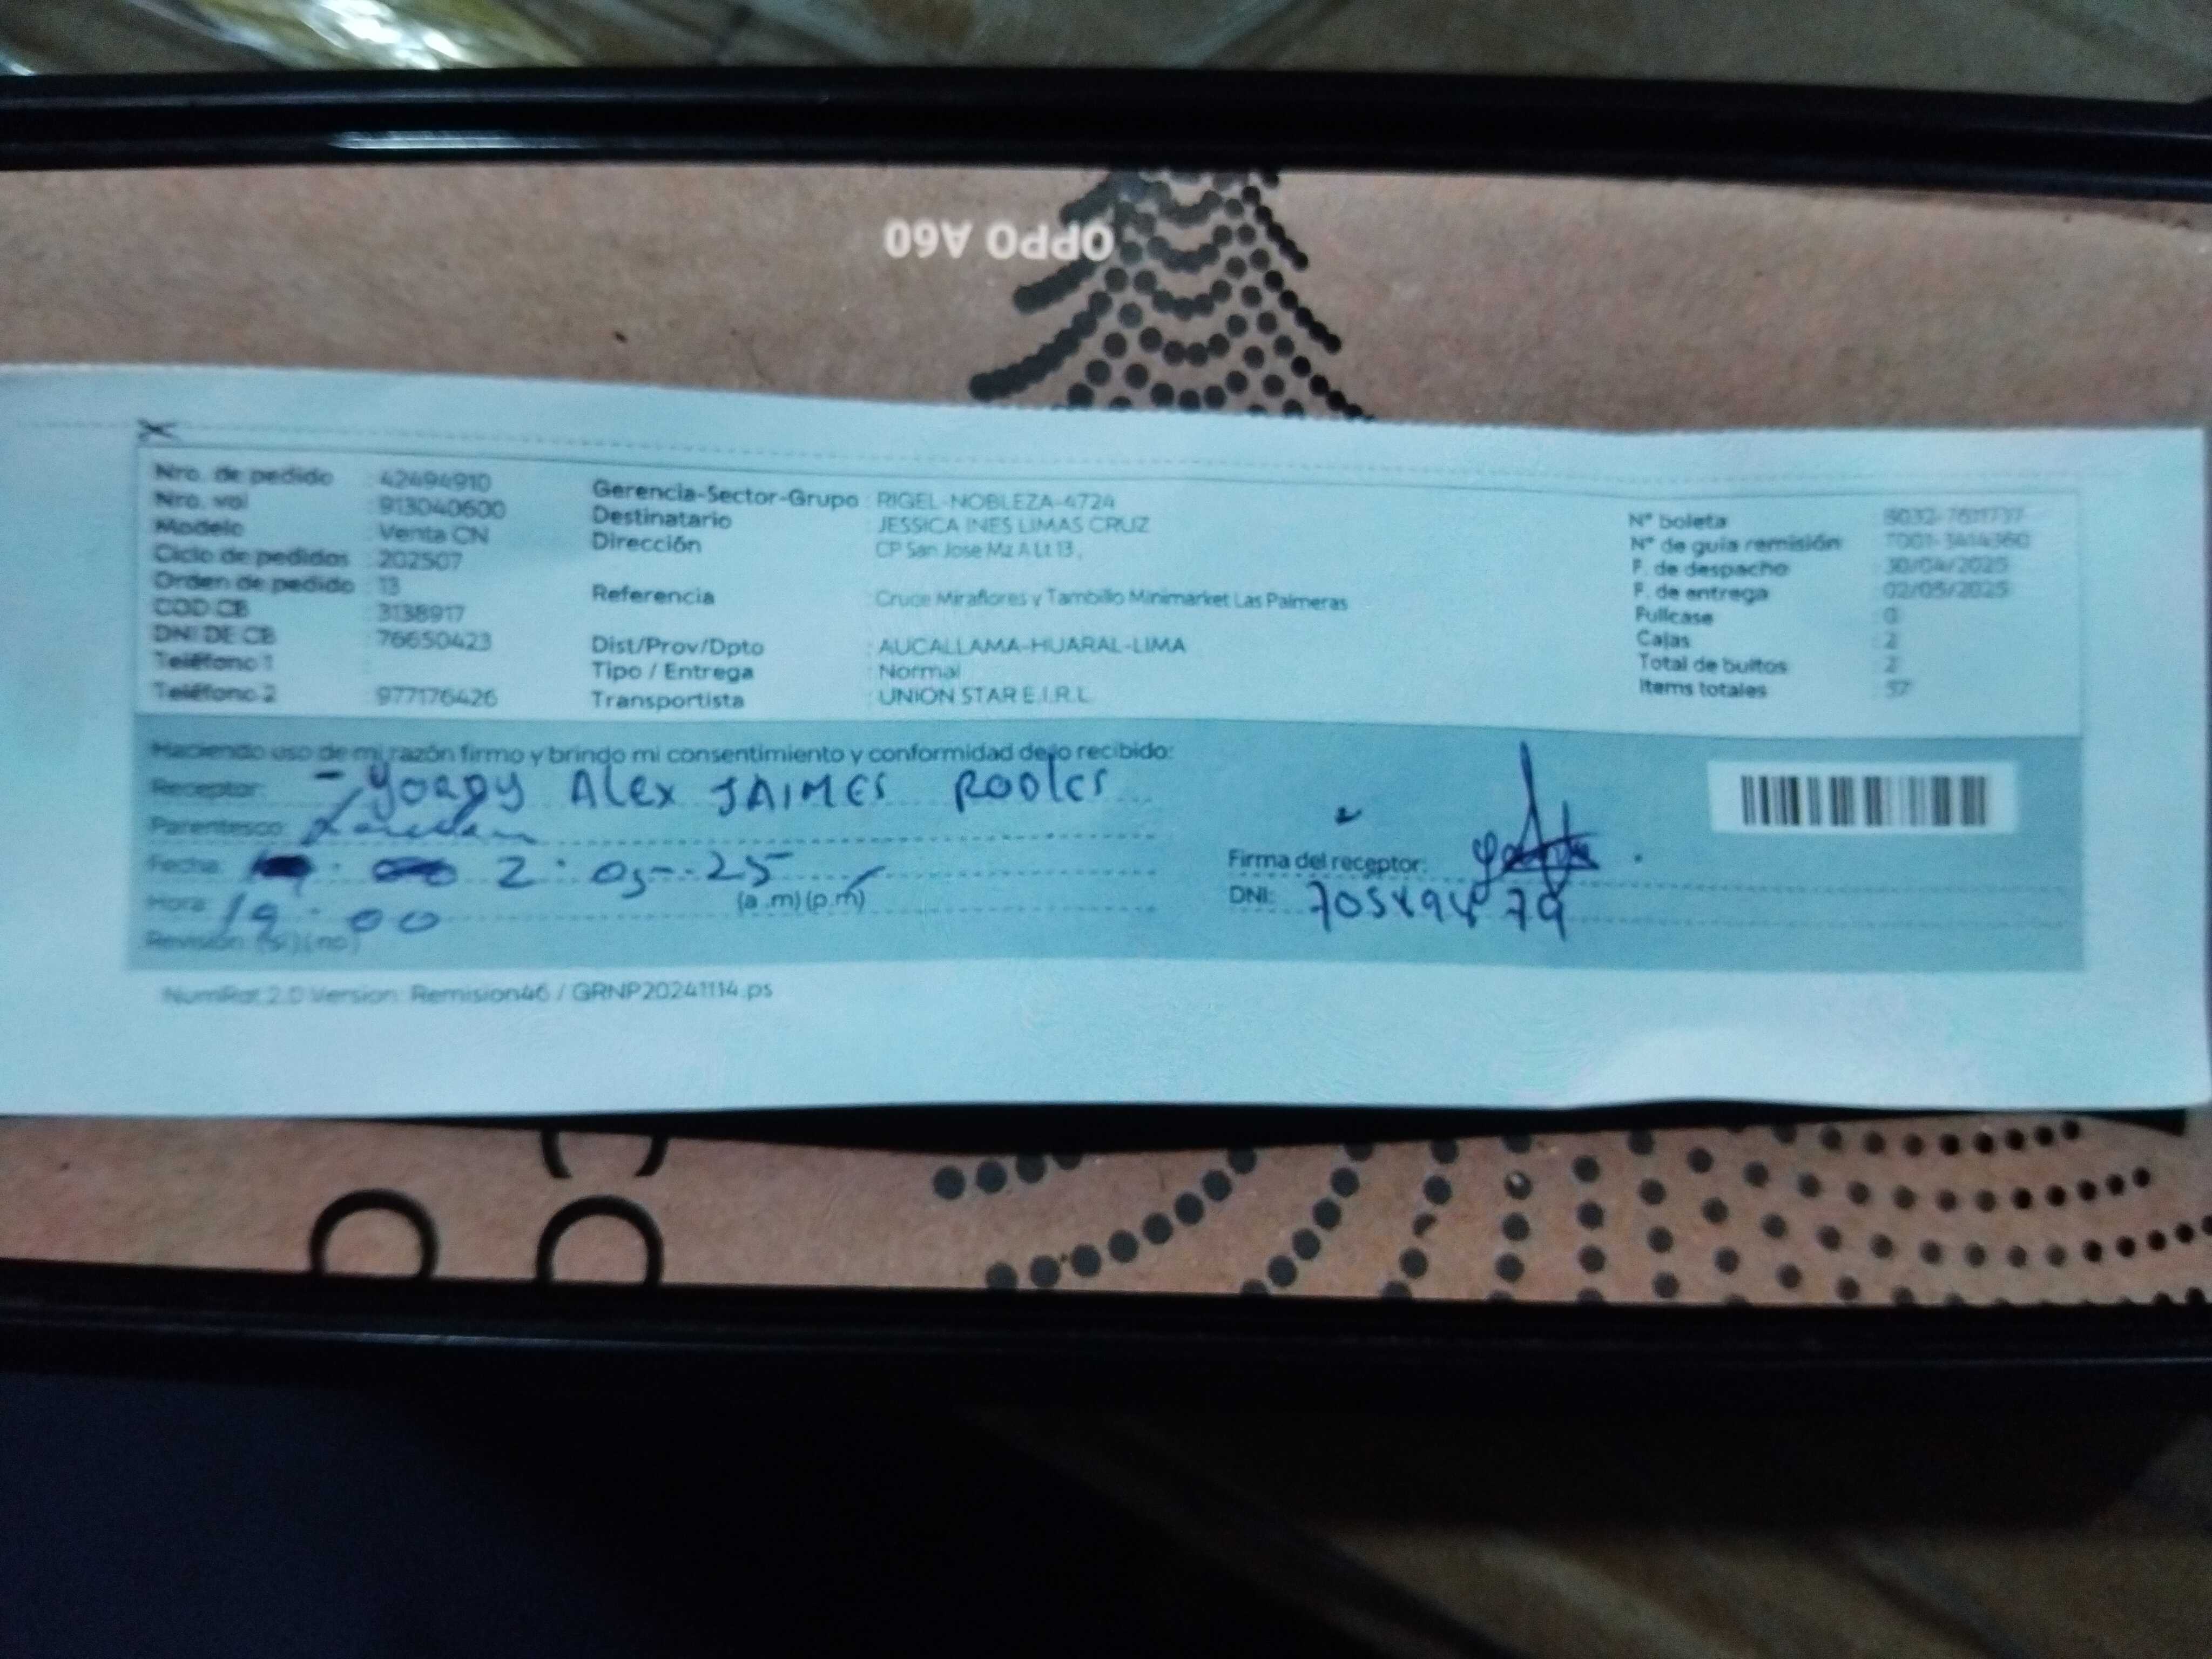 OPPO A60
Nro. de pedido : 42494910
Nro. vol : 913040600
Modelo : Venta CN
Ciclo de pedidos : 202507
Orden de pedido : 13
COD CB : 3138917
DNI DE CB : 76650423
Teléfono 1 :
Teléfono 2 : 977176426
Gerencia-Sector-Grupo : RIGEL-NOBLEZA-4724
Destinatario : JESSICA INES LIMAS CRUZ
Dirección : CP San Jose Mz A Lt 13 ,
Referencia : Cruce Miraflores y Tambillo Minimarket Las Palmeras
Dist/Prov/Dpto : AUCALLAMA-HUARAL-LIMA
Tipo / Entrega : Normal
Transportista : UNION STAR E.I.R.L.
N° boleta
N° de guía remisión
F. de despacho : 30/04/2025
F. de entrega : 02/05/2025
Fullcase : 0
Cajas : 2
Total de bultos : 2
Items totales : 57
Haciendo uso de mi razón firmo y brindo mi consentimiento y conformidad de lo recibido:
Receptor: Alex JAIMES Robles
Parentesco:
Fecha: 2 . 05 - 25
Hora: 19 : 00 (a.m) (p.m)
Revisión: (si) (no)
Firma del receptor:
DNI:
NumRot 2.0 Version: Remision46 / GRNP20241114.ps